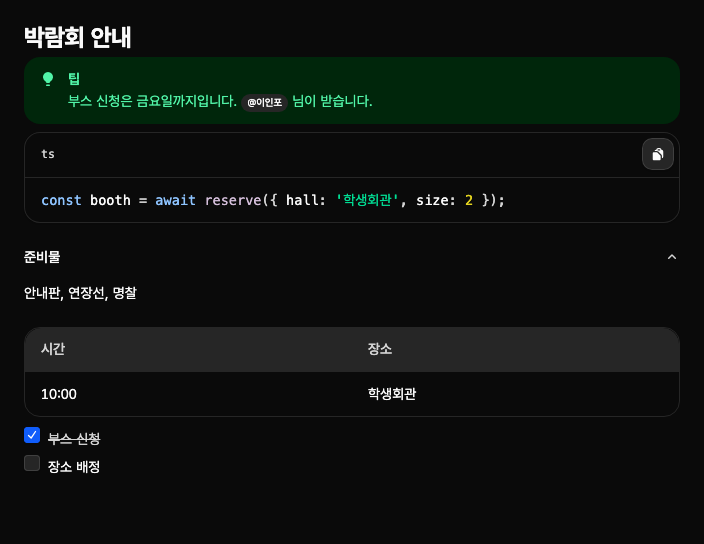 박람회 안내
팁
부스 신청은 금요일까지입니다. @이인포 님이 받습니다.
ts
const booth = await reserve({ hall: '학생회관', size: 2 });
준비물
안내판, 연장선, 명찰
시간 장소
10:00 학생회관
부스 신청
장소 배정